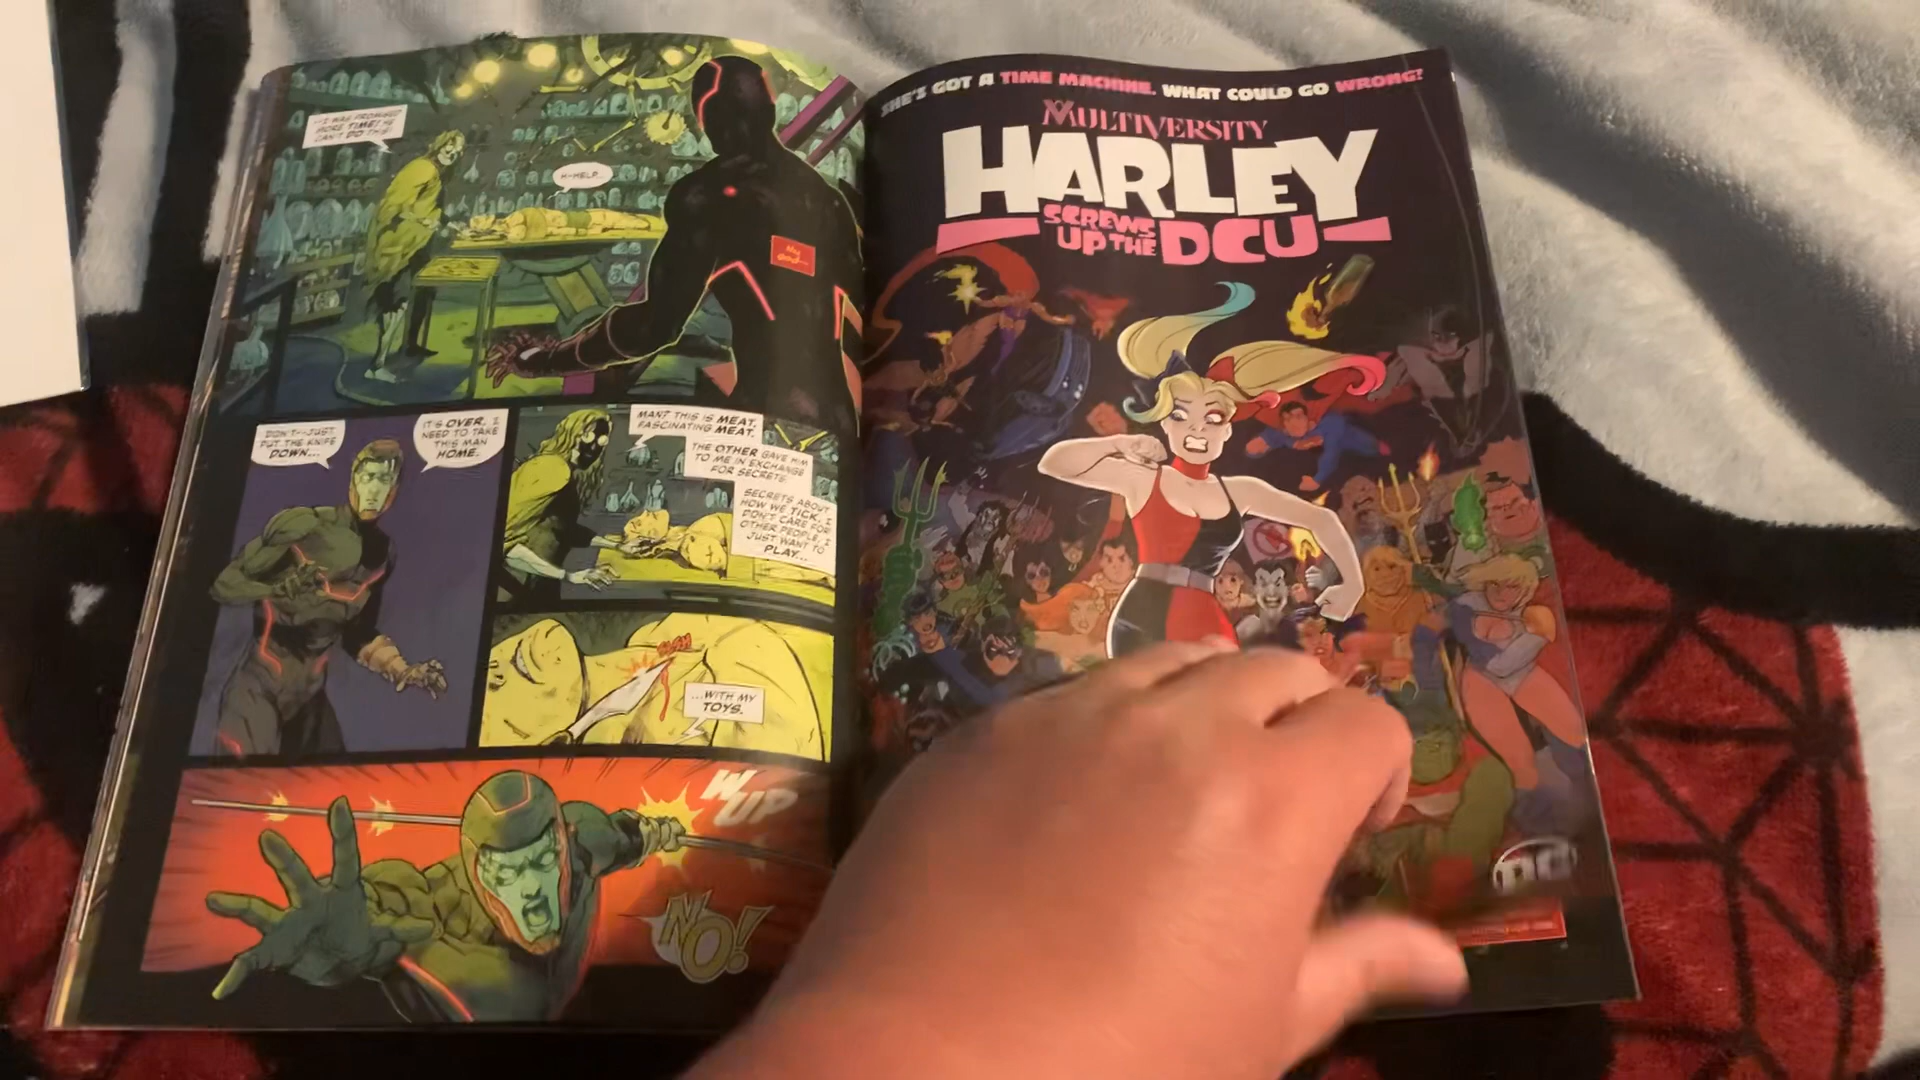 --I WAS PROMISED
MORE TIME! HE
CAN'T DO THIS!
H-HELP...
My
God--
DON'T--JUST
PUT THE KNIFE
DOWN...
IT'S OVER. I
NEED TO TAKE
THIS MAN
HOME.
MAN? THIS IS MEAT.
FASCINATING MEAT.
THE OTHER GAVE HIM
TO ME IN EXCHANGE
FOR SECRETS.
SECRETS ABOUT
HOW WE TICK. I
DON'T CARE FOR
OTHER PEOPLE. I
JUST WANT TO
PLAY...
...WITH MY
TOYS.
WUP
NO!
SHE'S GOT A TIME MACHINE. WHAT COULD GO WRONG?
MULTIVERSITY
HARLEY
SCREWS
UP THE DCU
DC